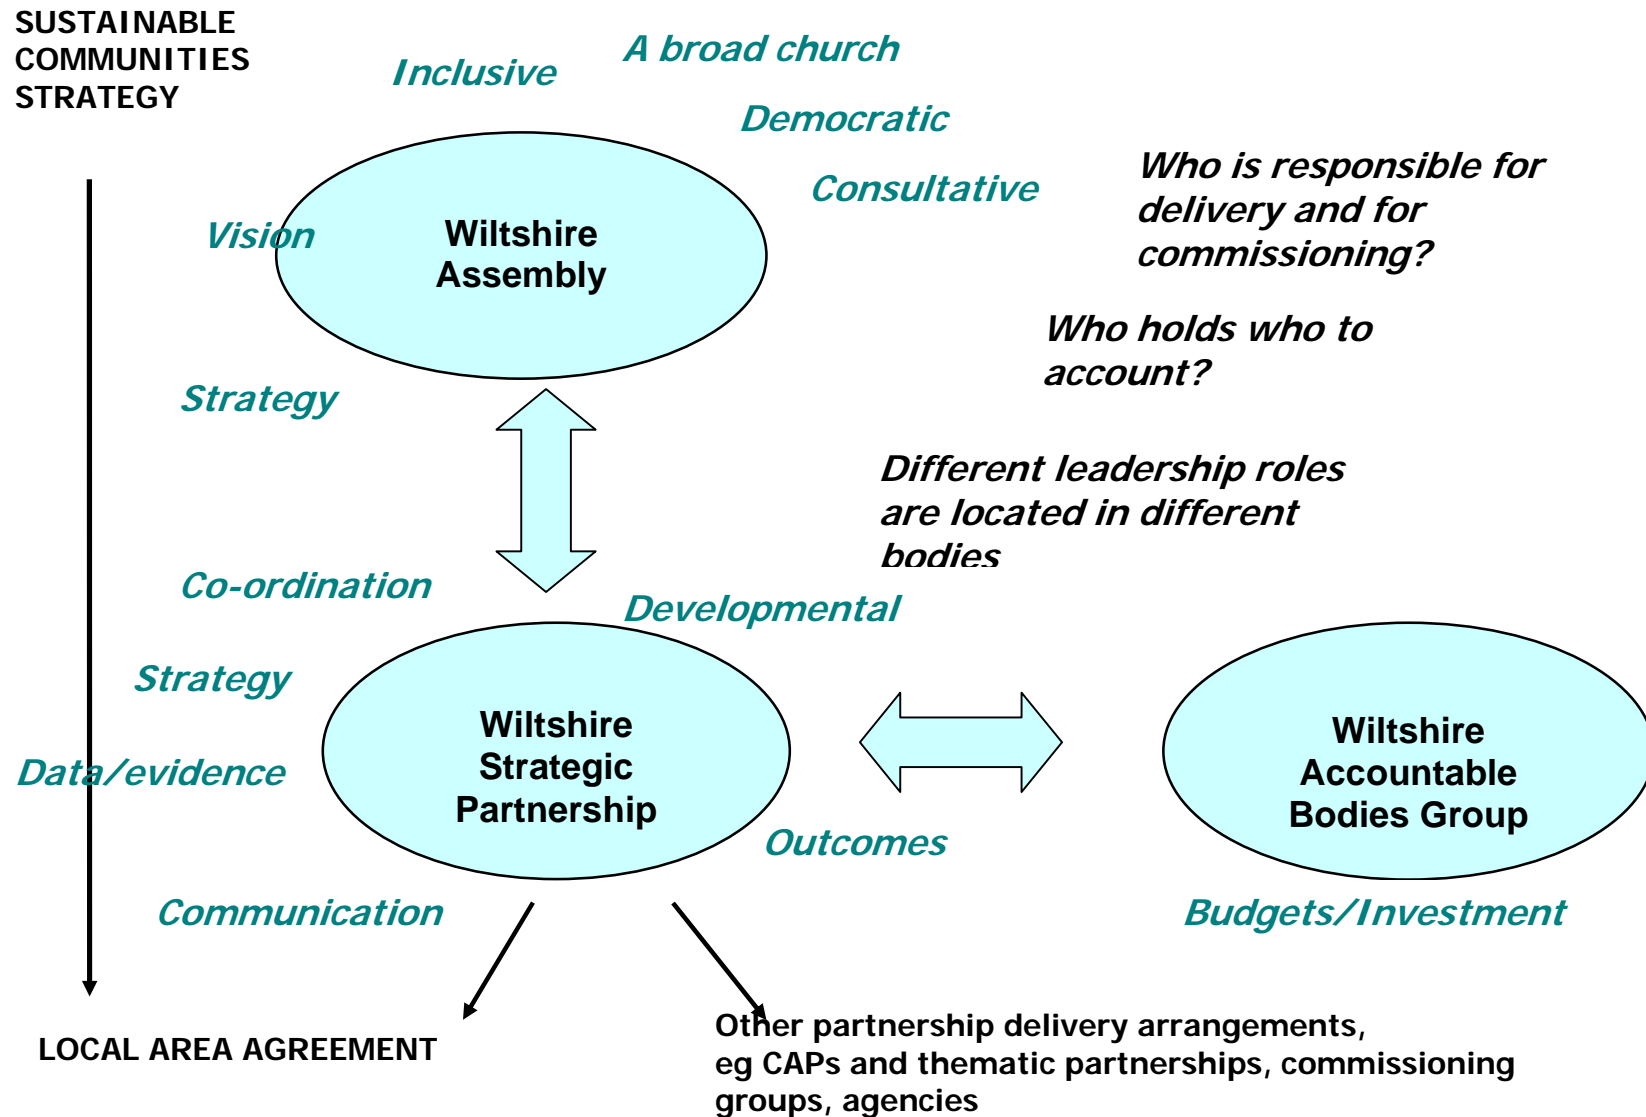 SUSTAINABLE
COMMUNITIES
STRATEGY
Inclusive
A broad church
Democratic
Consultative
Vision
Wiltshire
Assembly
Who is responsible for
delivery and for
commissioning?
Who holds who to
account?
Strategy
Different leadership roles
are located in different
bodies
Co-ordination
Developmental
Strategy
Wiltshire
Strategic
Partnership
Wiltshire
Accountable
Bodies Group
Data/evidence
Outcomes
Communication
Budgets/Investment
LOCAL AREA AGREEMENT
Other partnership delivery arrangements,
eg CAPs and thematic partnerships, commissioning
groups, agencies